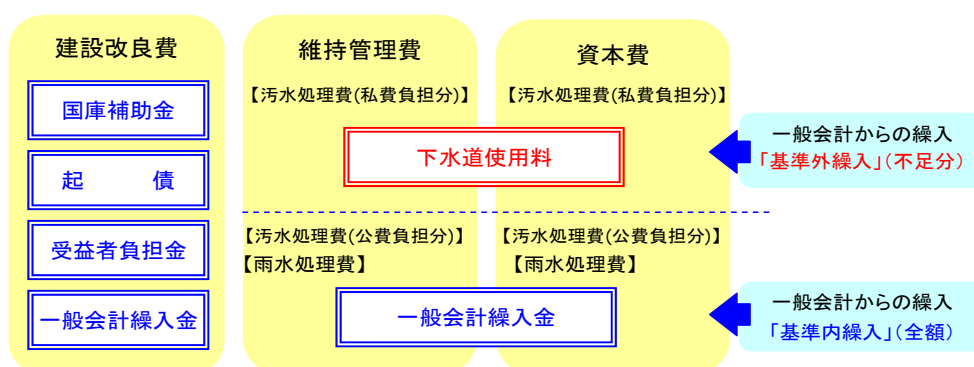 建設改良費
国庫補助金
起　　債
受益者負担金
一般会計繰入金
維持管理費
資本費
【汚水処理費(私費負担分)】
【汚水処理費(私費負担分)】
下水道使用料
一般会計からの繰入
「基準外繰入」(不足分)
【汚水処理費(公費負担分)】
【雨水処理費】
【汚水処理費(公費負担分)】
【雨水処理費】
一般会計繰入金
一般会計からの繰入
「基準内繰入」(全額)